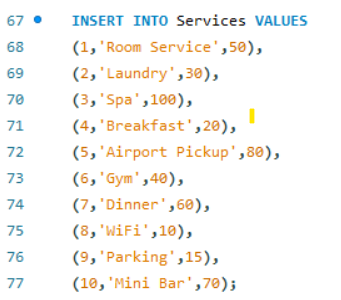 67 INSERT INTO Services VALUES
68 (1,'Room Service',50),
69 (2,'Laundry',30),
70 (3,'Spa',100),
71 (4,'Breakfast',20),
72 (5,'Airport Pickup',80),
73 (6,'Gym',40),
74 (7,'Dinner',60),
75 (8,'WiFi',10),
76 (9,'Parking',15),
77 (10,'Mini Bar',70);